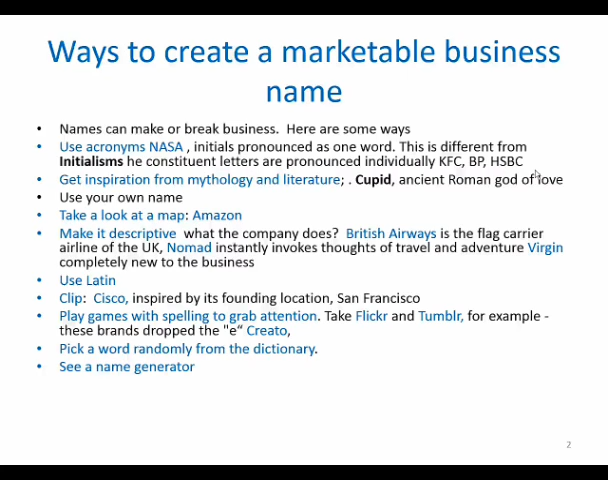 Ways to create a marketable business
name
• Names can make or break business. Here are some ways
• Use acronyms NASA , initials pronounced as one word. This is different from
Initialisms he constituent letters are pronounced individually KFC, BP, HSBC
• Get inspiration from mythology and literature; . Cupid, ancient Roman god of love
• Use your own name
• Take a look at a map: Amazon
• Make it descriptive what the company does? British Airways is the flag carrier
airline of the UK, Nomad instantly invokes thoughts of travel and adventure Virgin
completely new to the business
• Use Latin
• Clip: Cisco, inspired by its founding location, San Francisco
• Play games with spelling to grab attention. Take Flickr and Tumblr, for example -
these brands dropped the "e“ Creato,
• Pick a word randomly from the dictionary.
• See a name generator
2